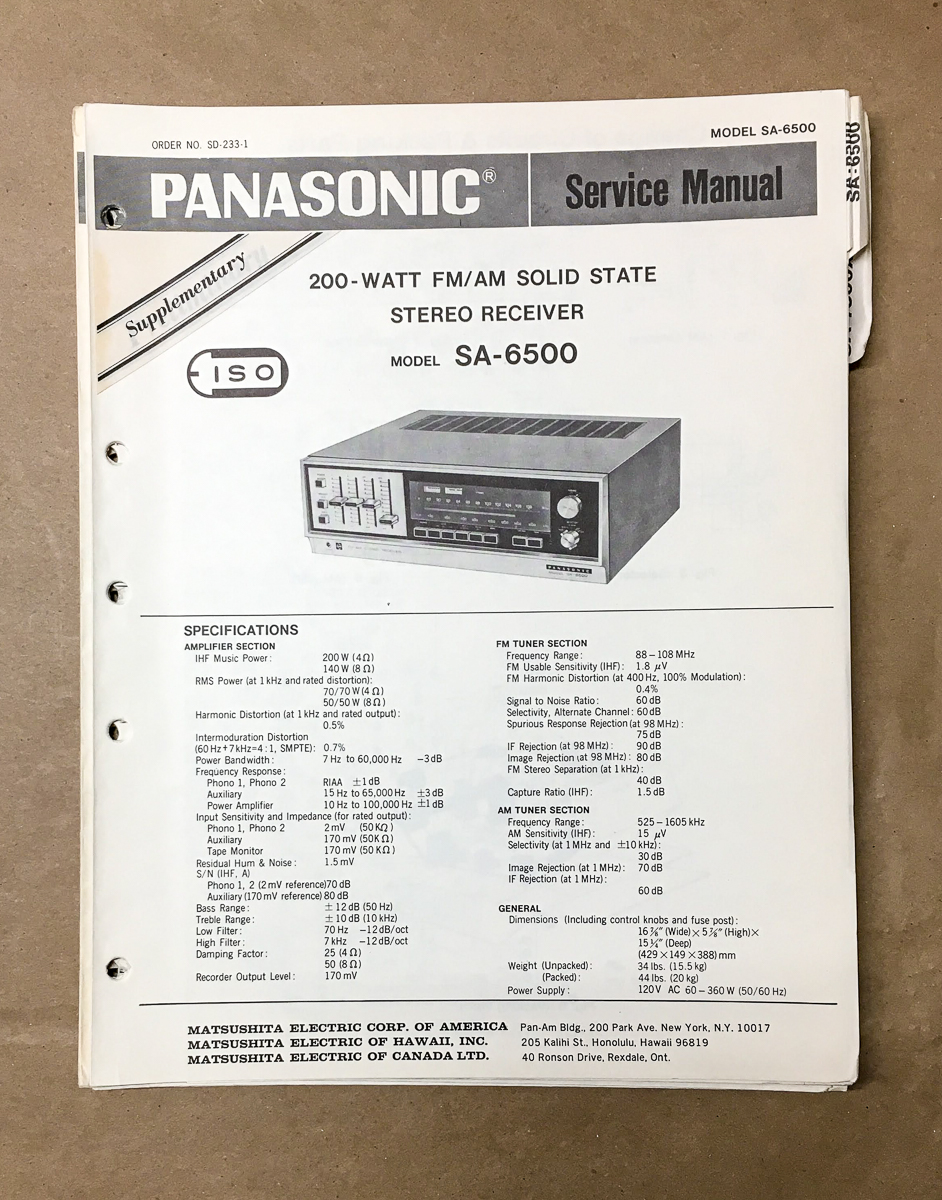 ORDER NO. SD-233-1
MODEL SA-6500
SA-6500
PANASONIC®
Service Manual
Supplementary
200-WATT FM/AM SOLID STATE
STEREO RECEIVER
MODEL SA-6500
ISO
PANASONIC
SPECIFICATIONS
AMPLIFIER SECTION
IHF Music Power: 200 W (4Ω)
140 W (8 Ω)
RMS Power (at 1 kHz and rated distortion):
70/70 W (4 Ω)
50/50 W (8Ω)
Harmonic Distortion (at 1 kHz and rated output):
0.5%
Intermoduration Distortion
(60 Hz+7 kHz=4:1, SMPTE): 0.7%
Power Bandwidth: 7 Hz to 60,000 Hz −3 dB
Frequency Response:
Phono 1, Phono 2 RIAA ±1 dB
Auxiliary 15 Hz to 65,000 Hz ±3 dB
Power Amplifier 10 Hz to 100,000 Hz ±1 dB
Input Sensitivity and Impedance (for rated output):
Phono 1, Phono 2 2 mV (50 KΩ)
Auxiliary 170 mV (50K Ω)
Tape Monitor 170 mV (50 KΩ)
Residual Hum & Noise: 1.5 mV
S/N (IHF, A)
Phono 1, 2 (2 mV reference) 70 dB
Auxiliary (170 mV reference) 80 dB
Bass Range: ± 12 dB (50 Hz)
Treble Range: ± 10 dB (10 kHz)
Low Filter: 70 Hz −12 dB/oct
High Filter: 7 kHz −12 dB/oct
Damping Factor: 25 (4 Ω)
50 (8 Ω)
Recorder Output Level: 170 mV
FM TUNER SECTION
Frequency Range: 88 – 108 MHz
FM Usable Sensitivity (IHF): 1.8 μV
FM Harmonic Distortion (at 400 Hz, 100% Modulation):
0.4%
Signal to Noise Ratio: 60 dB
Selectivity, Alternate Channel: 60 dB
Spurious Response Rejection (at 98 MHz):
75 dB
IF Rejection (at 98 MHz): 90 dB
Image Rejection (at 98 MHz): 80 dB
FM Stereo Separation (at 1 kHz):
40 dB
Capture Ratio (IHF): 1.5 dB
AM TUNER SECTION
Frequency Range: 525 – 1605 kHz
AM Sensitivity (IHF): 15 μV
Selectivity (at 1 MHz and ±10 kHz):
30 dB
Image Rejection (at 1 MHz): 70 dB
IF Rejection (at 1 MHz):
60 dB
GENERAL
Dimensions (Including control knobs and fuse post):
16 ⅞″ (Wide) × 5 ⅞″ (High) ×
15 ¼″ (Deep)
(429 × 149 × 388) mm
Weight (Unpacked): 34 lbs. (15.5 kg)
(Packed): 44 lbs. (20 kg)
Power Supply: 120 V AC 60 – 360 W (50/60 Hz)
MATSUSHITA ELECTRIC CORP. OF AMERICA Pan-Am Bldg., 200 Park Ave. New York, N.Y. 10017
MATSUSHITA ELECTRIC OF HAWAII, INC. 205 Kalihi St., Honolulu, Hawaii 96819
MATSUSHITA ELECTRIC OF CANADA LTD. 40 Ronson Drive, Rexdale, Ont.